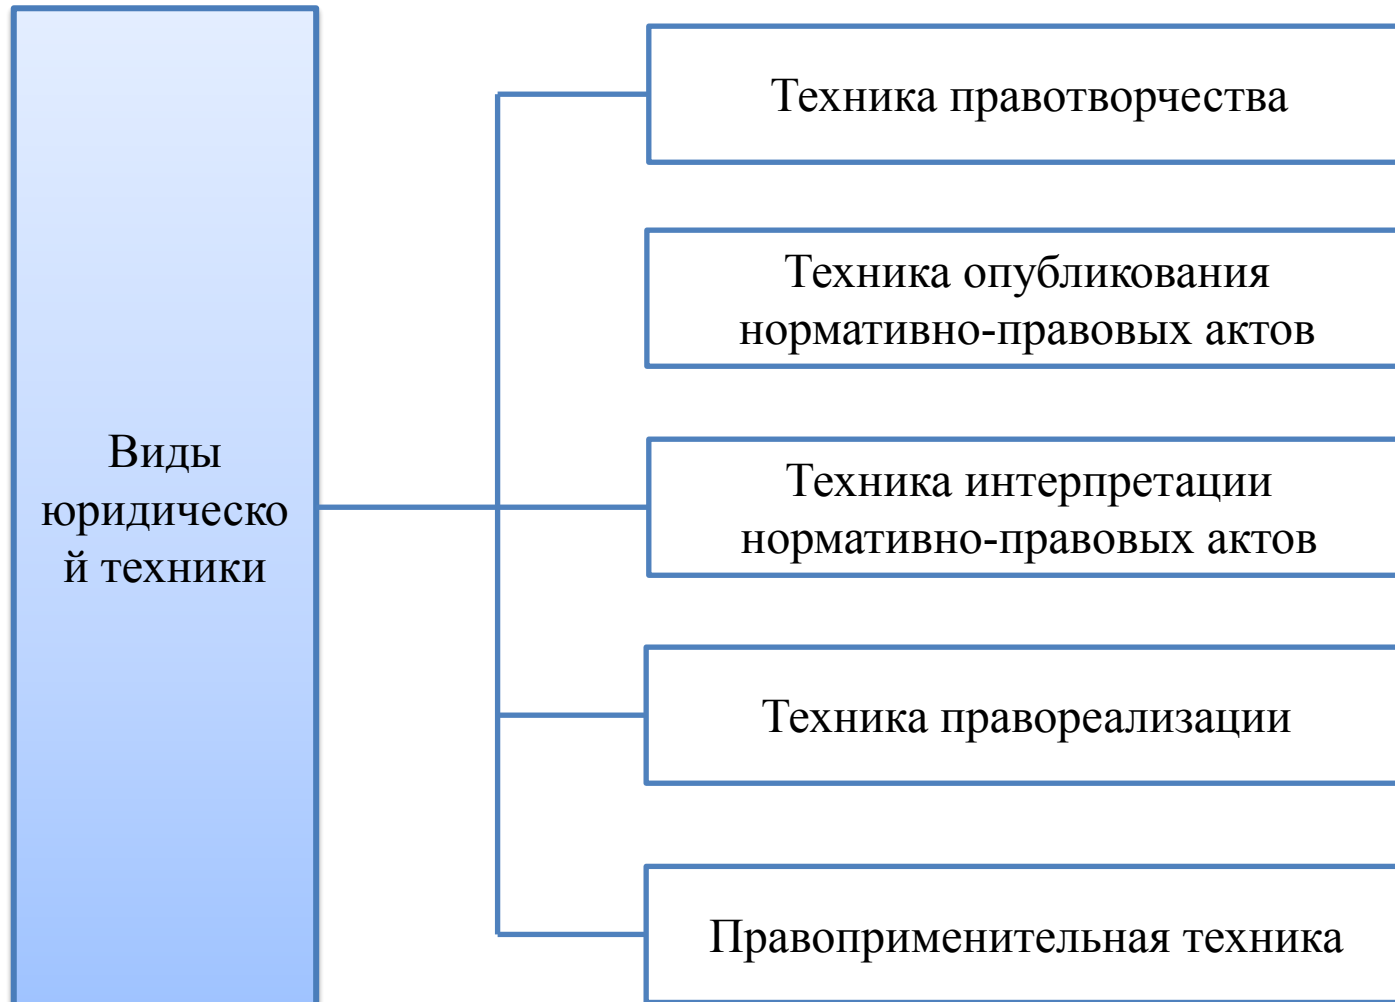 Виды
юридическо
й техники
Техника правотворчества
Техника опубликования
нормативно-правовых актов
Техника интерпретации
нормативно-правовых актов
Техника правореализации
Правоприменительная техника